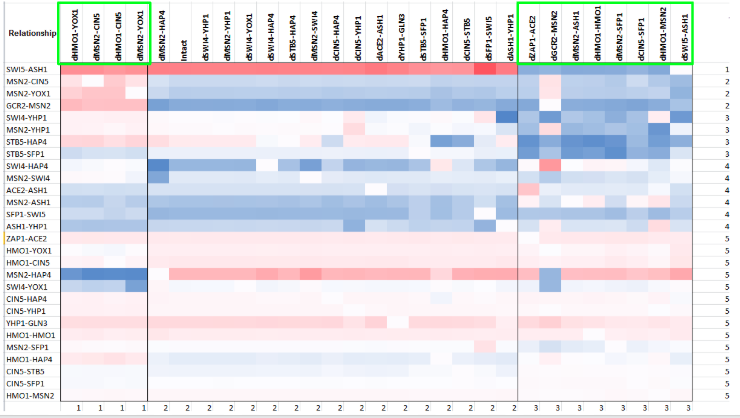 Relationship
dHMO1-YOX1
dMSN2-CIN5
dHMO1-CIN5
dMSN2-YOX1
dMSN2-HAP4
Intact
dSWI4-YHP1
dMSN2-YHP1
dSWI4-YOX1
dSWI4-HAP4
dSTB5-HAP4
dMSN2-SWI4
dCIN5-HAP4
dCIN5-YHP1
dACE2-ASH1
dYHP1-GLN3
dSTB5-SFP1
dHMO1-HAP4
dCIN5-STB5
dSFP1-SWI5
dASH1-YHP1
dZAP1-ACE2
dGCR2-MSN2
dMSN2-ASH1
dHMO1-HMO1
dMSN2-SFP1
dCIN5-SFP1
dHMO1-MSN2
dSWI5-ASH1
SWI5-ASH1 1
MSN2-CIN5 2
MSN2-YOX1 2
GCR2-MSN2 2
SWI4-YHP1 3
MSN2-YHP1 3
STB5-HAP4 3
STB5-SFP1 3
SWI4-HAP4 4
MSN2-SWI4 4
ACE2-ASH1 4
MSN2-ASH1 4
SFP1-SWI5 4
ASH1-YHP1 4
ZAP1-ACE2 5
HMO1-YOX1 5
HMO1-CIN5 5
MSN2-HAP4 5
SWI4-YOX1 5
CIN5-HAP4 5
CIN5-YHP1 5
YHP1-GLN3 5
HMO1-HMO1 5
MSN2-SFP1 5
HMO1-HAP4 5
CIN5-STB5 5
CIN5-SFP1 5
HMO1-MSN2 5
1 1 1 1 2 2 2 2 2 2 2 2 2 2 2 2 2 2 2 2 2 3 3 3 3 3 3 3 3